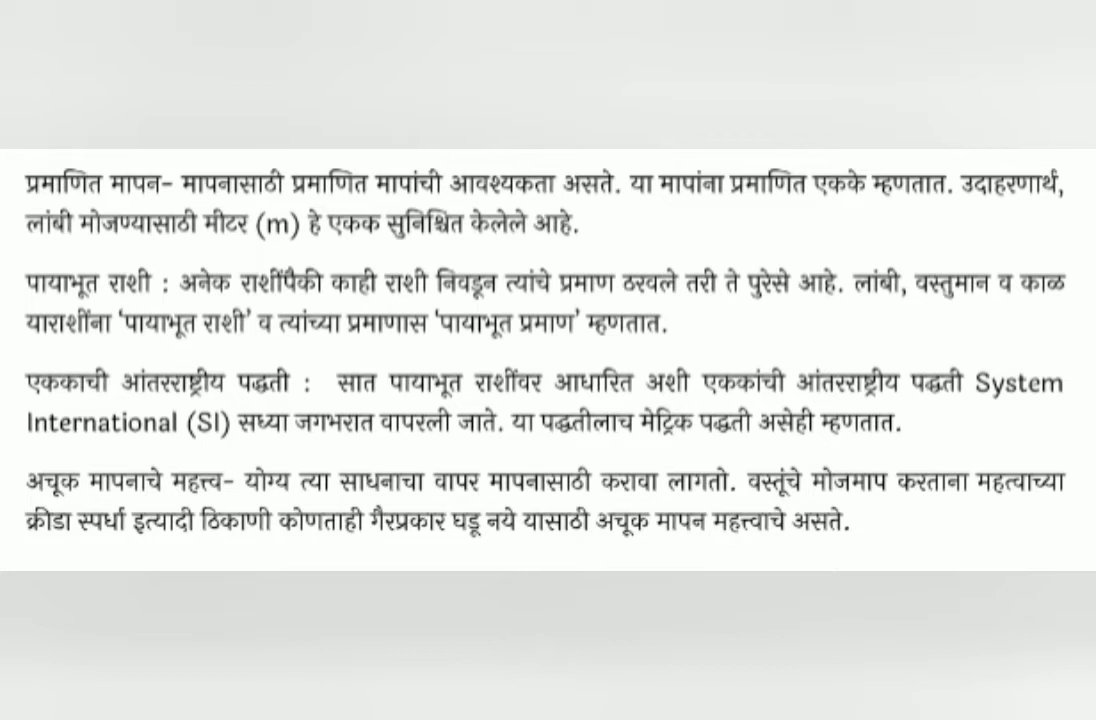 प्रमाणित मापन- मापनासाठी प्रमाणित मापांची आवश्यकता असते. या मापांना प्रमाणित एकके म्हणतात. उदाहरणार्थ,
लांबी मोजण्यासाठी मीटर (m) हे एकक सुनिश्चित केलेले आहे.
पायाभूत राशी : अनेक राशींपैकी काही राशी निवडून त्यांचे प्रमाण ठरवले तरी ते पुरेसे आहे. लांबी, वस्तुमान व काळ
याराशींना ‘पायाभूत राशी’ व त्यांच्या प्रमाणास ‘पायाभूत प्रमाण’ म्हणतात.
एककाची आंतरराष्ट्रीय पद्धती : सात पायाभूत राशींवर आधारित अशी एककांची आंतरराष्ट्रीय पद्धती System
International (SI) सध्या जगभरात वापरली जाते. या पद्धतीलाच मेट्रिक पद्धती असेही म्हणतात.
अचूक मापनाचे महत्त्व- योग्य त्या साधनाचा वापर मापनासाठी करावा लागतो. वस्तूंचे मोजमाप करताना महत्वाच्या
क्रीडा स्पर्धा इत्यादी ठिकाणी कोणताही गैरप्रकार घडू नये यासाठी अचूक मापन महत्त्वाचे असते.